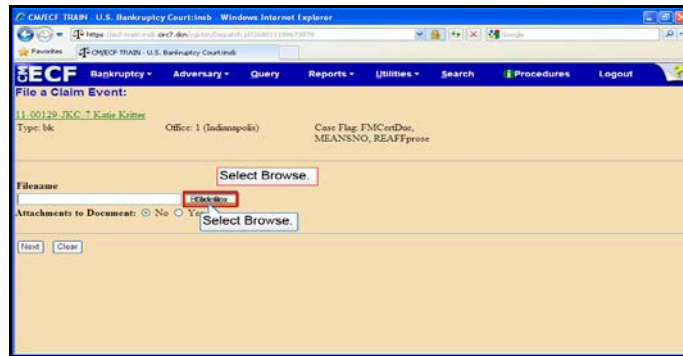 CM/ECF TRAIN - U.S. Bankruptcy Court:insb - Windows Internet Explorer
Google
Favorites CM/ECF TRAIN - U.S. Bankruptcy Court:insb
ECF Bankruptcy Adversary Query Reports Utilities Search Procedures Logout
File a Claim Event:
11-00129-JKC-7 Katie Kritter
Type: bk Office: 1 (Indianapolis) Case Flag: FMCertDue,
MEANSNO, REAFFprose
Select Browse.
Filename
Attachments to Document: No Yes
Select Browse.
Next Clear